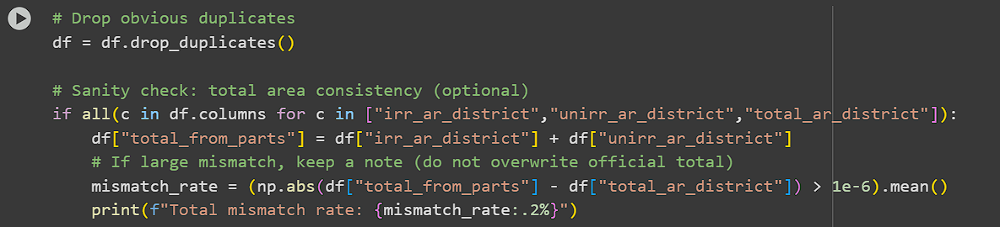 # Drop obvious duplicates
df = df.drop_duplicates()

# Sanity check: total area consistency (optional)
if all(c in df.columns for c in ["irr_ar_district","unirr_ar_district","total_ar_district"]):
    df["total_from_parts"] = df["irr_ar_district"] + df["unirr_ar_district"]
    # If large mismatch, keep a note (do not overwrite official total)
    mismatch_rate = (np.abs(df["total_from_parts"] - df["total_ar_district"]) > 1e-6).mean()
    print(f"Total mismatch rate: {mismatch_rate:.2%}")